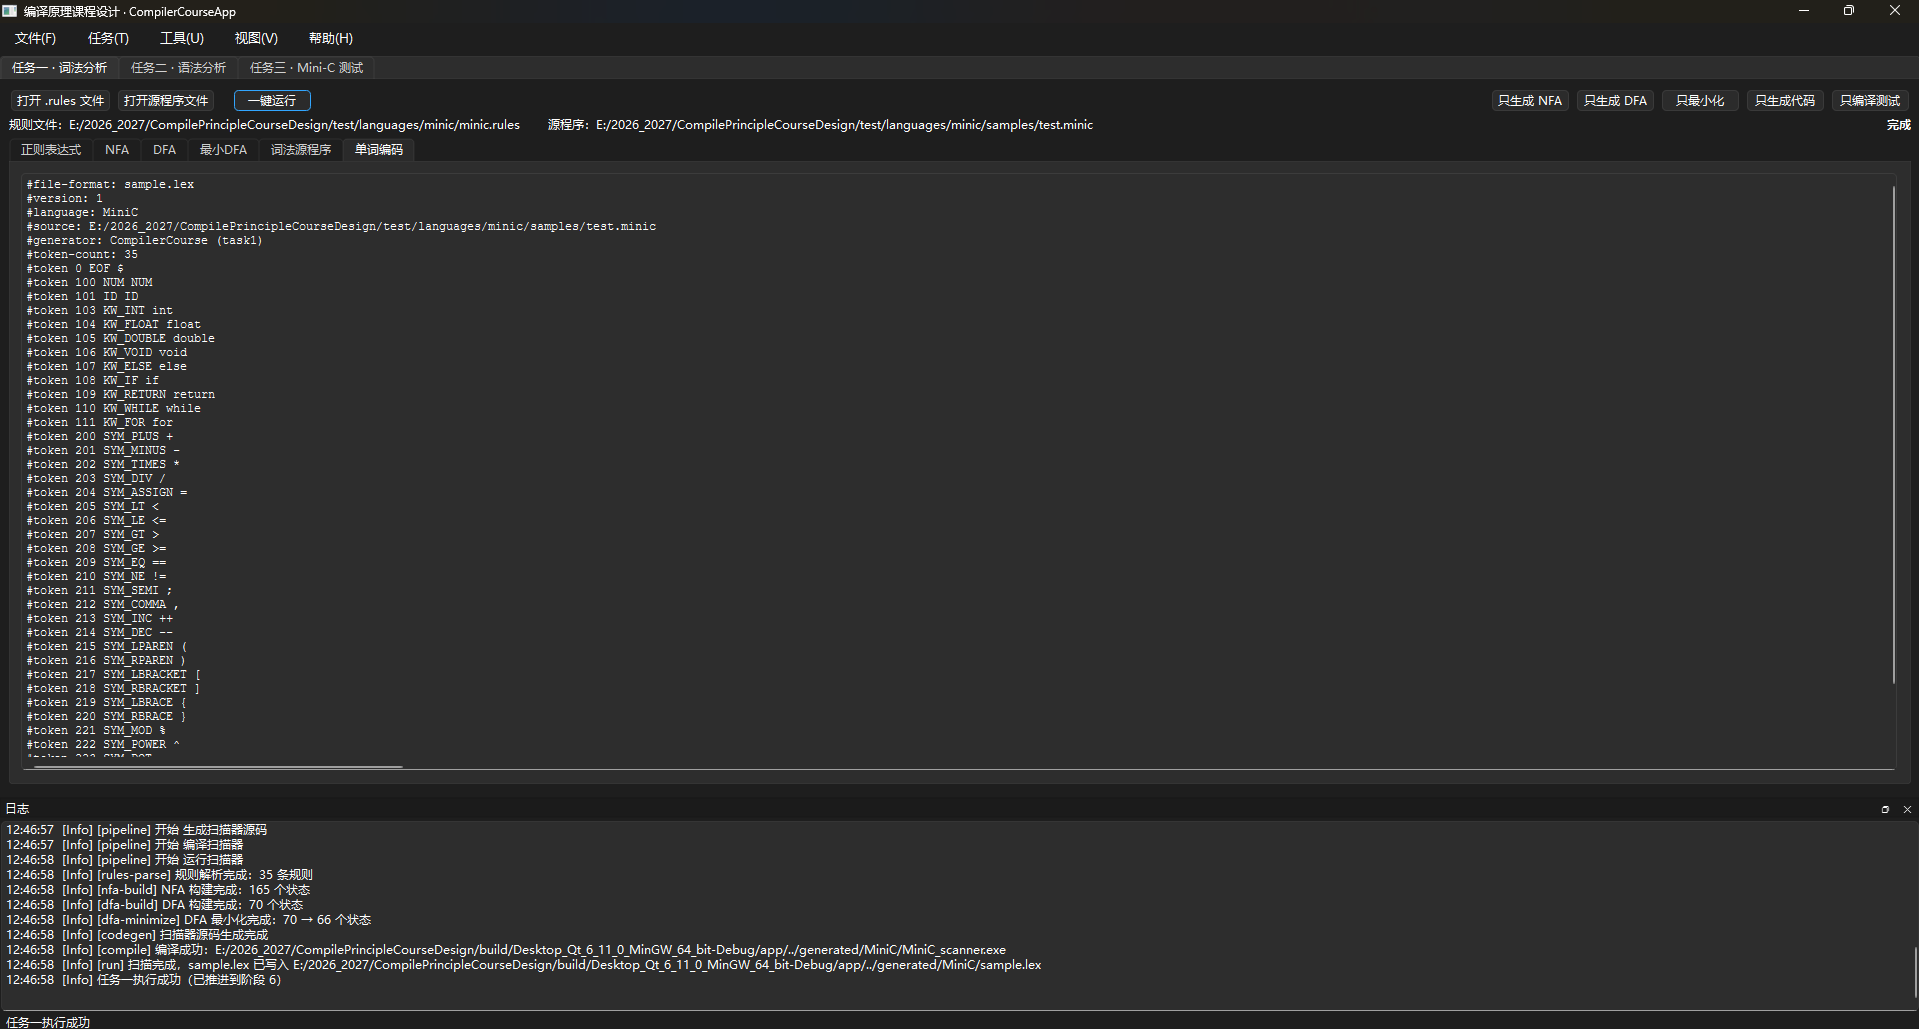 编译原理课程设计 · CompilerCourseApp
文件(F) 任务(T) 工具(U) 视图(V) 帮助(H)
任务一 · 词法分析 任务二 · 语法分析 任务三 · Mini-C 测试
打开 .rules 文件 打开源程序文件 一键运行 只生成 NFA 只生成 DFA 只最小化 只生成代码 只编译测试
规则文件: E:/2026_2027/CompilePrincipleCourseDesign/test/languages/minic/minic.rules 源程序: E:/2026_2027/CompilePrincipleCourseDesign/test/languages/minic/samples/test.minic 完成
正则表达式 NFA DFA 最小DFA 词法源程序 单词编码
#file-format: sample.lex
#version: 1
#language: MiniC
#source: E:/2026_2027/CompilePrincipleCourseDesign/test/languages/minic/samples/test.minic
#generator: CompilerCourse (task1)
#token-count: 35
#token 0 EOF $
#token 100 NUM NUM
#token 101 ID ID
#token 103 KW_INT int
#token 104 KW_FLOAT float
#token 105 KW_DOUBLE double
#token 106 KW_VOID void
#token 107 KW_ELSE else
#token 108 KW_IF if
#token 109 KW_RETURN return
#token 110 KW_WHILE while
#token 111 KW_FOR for
#token 200 SYM_PLUS +
#token 201 SYM_MINUS -
#token 202 SYM_TIMES *
#token 203 SYM_DIV /
#token 204 SYM_ASSIGN =
#token 205 SYM_LT <
#token 206 SYM_LE <=
#token 207 SYM_GT >
#token 208 SYM_GE >=
#token 209 SYM_EQ ==
#token 210 SYM_NE !=
#token 211 SYM_SEMI ;
#token 212 SYM_COMMA ,
#token 213 SYM_INC ++
#token 214 SYM_DEC --
#token 215 SYM_LPAREN (
#token 216 SYM_RPAREN )
#token 217 SYM_LBRACKET [
#token 218 SYM_RBRACKET ]
#token 219 SYM_LBRACE {
#token 220 SYM_RBRACE }
#token 221 SYM_MOD %
#token 222 SYM_POWER ^
日志
12:46:57 [Info] [pipeline] 开始 生成扫描器源码
12:46:57 [Info] [pipeline] 开始 编译扫描器
12:46:58 [Info] [pipeline] 开始 运行扫描器
12:46:58 [Info] [rules-parse] 规则解析完成: 35 条规则
12:46:58 [Info] [nfa-build] NFA 构建完成: 165 个状态
12:46:58 [Info] [dfa-build] DFA 构建完成: 70 个状态
12:46:58 [Info] [dfa-minimize] DFA 最小化完成: 70 → 66 个状态
12:46:58 [Info] [codegen] 扫描器源码生成完成
12:46:58 [Info] [compile] 编译成功: E:/2026_2027/CompilePrincipleCourseDesign/build/Desktop_Qt_6_11_0_MinGW_64_bit-Debug/app/../generated/MiniC/MiniC_scanner.exe
12:46:58 [Info] [run] 扫描完成, sample.lex 已写入 E:/2026_2027/CompilePrincipleCourseDesign/build/Desktop_Qt_6_11_0_MinGW_64_bit-Debug/app/../generated/MiniC/sample.lex
12:46:58 [Info] 任务一执行成功 (已推进到阶段 6)
任务一执行成功